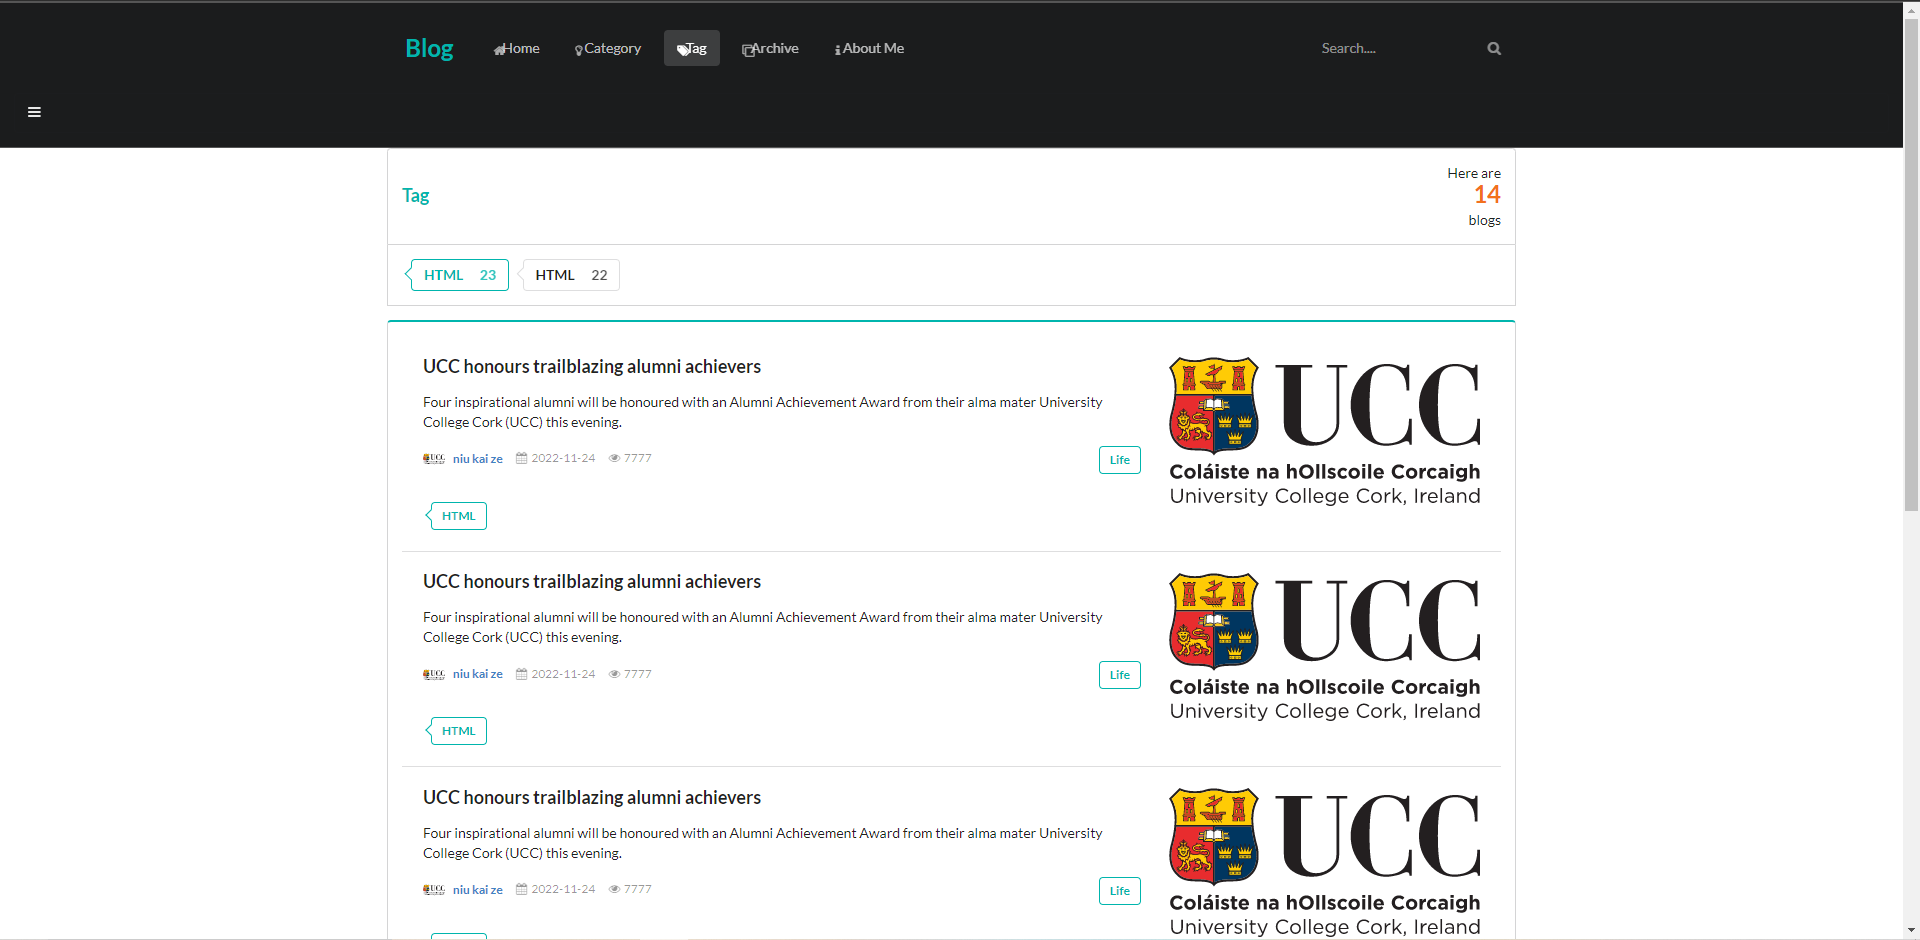 Blog Home Category Tag Archive About Me Search....
Tag
Here are
14
blogs
HTML 23 HTML 22
UCC honours trailblazing alumni achievers
Four inspirational alumni will be honoured with an Alumni Achievement Award from their alma mater University
College Cork (UCC) this evening.
UCC niu kai ze 2022-11-24 7777 Life
HTML
UCC
Coláiste na hOllscoile Corcaigh
University College Cork, Ireland
UCC honours trailblazing alumni achievers
Four inspirational alumni will be honoured with an Alumni Achievement Award from their alma mater University
College Cork (UCC) this evening.
UCC niu kai ze 2022-11-24 7777 Life
HTML
UCC
Coláiste na hOllscoile Corcaigh
University College Cork, Ireland
UCC honours trailblazing alumni achievers
Four inspirational alumni will be honoured with an Alumni Achievement Award from their alma mater University
College Cork (UCC) this evening.
UCC niu kai ze 2022-11-24 7777 Life
UCC
Coláiste na hOllscoile Corcaigh
University College Cork, Ireland